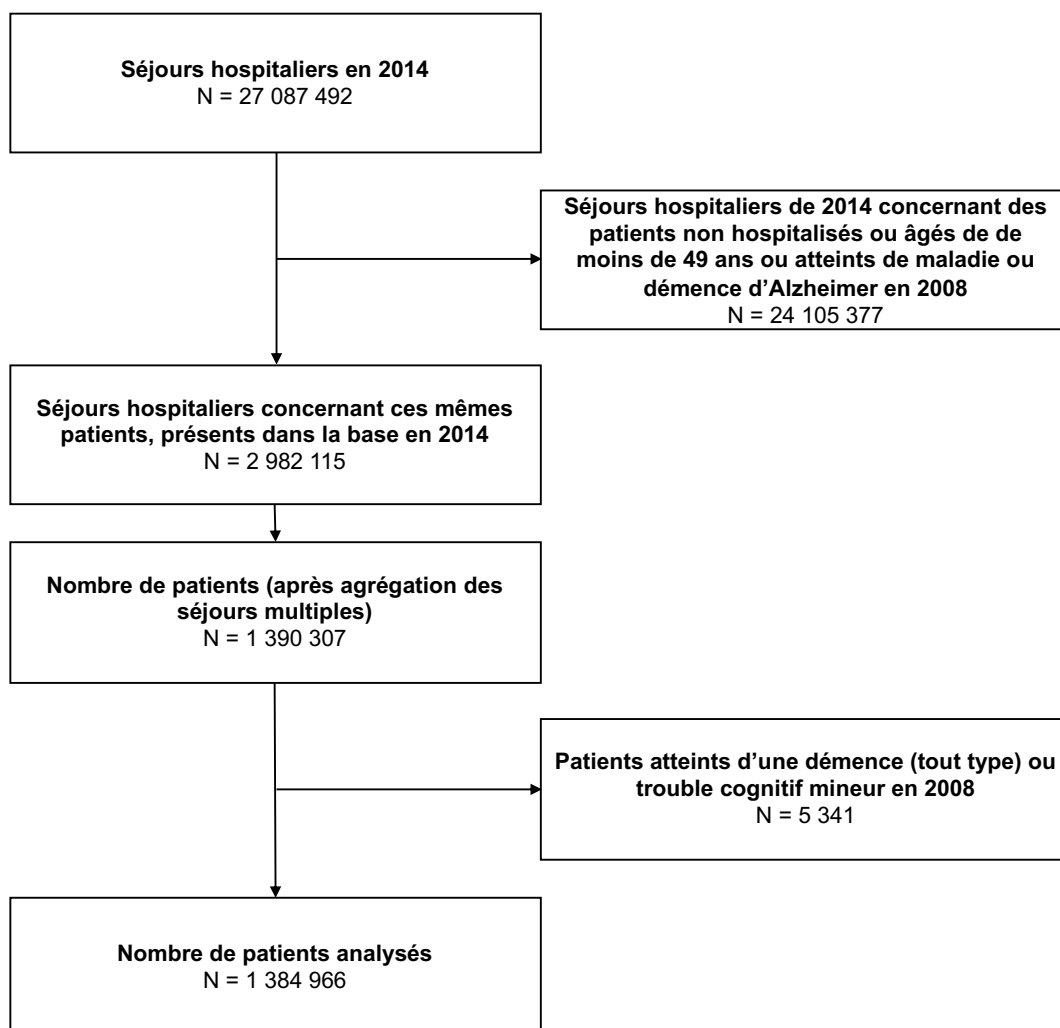 Séjours hospitaliers en 2014
N = 27 087 492
Séjours hospitaliers de 2014 concernant des
patients non hospitalisés ou âgés de de
moins de 49 ans ou atteints de maladie ou
démence d’Alzheimer en 2008
N = 24 105 377
Séjours hospitaliers concernant ces mêmes
patients, présents dans la base en 2014
N = 2 982 115
Nombre de patients (après agrégation des
séjours multiples)
N = 1 390 307
Patients atteints d’une démence (tout type) ou
trouble cognitif mineur en 2008
N = 5 341
Nombre de patients analysés
N = 1 384 966